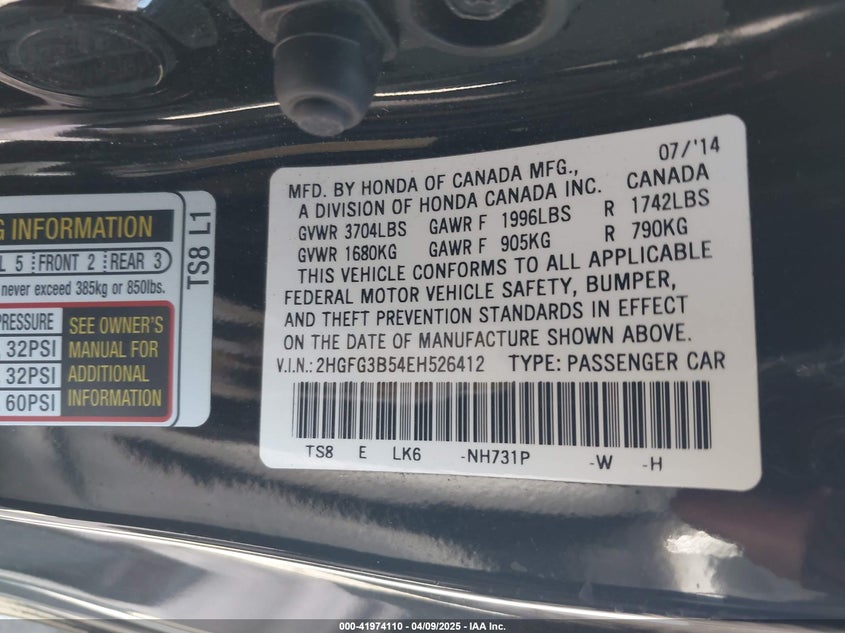 G INFORMATION
L 5 FRONT 2 REAR 3
never exceed 385kg or 850lbs.
PRESSURE
32PSI
32PSI
60PSI
SEE OWNER'S
MANUAL FOR
ADDITIONAL
INFORMATION
TS8 L1
07/'14
MFD. BY HONDA OF CANADA MFG., CANADA
A DIVISION OF HONDA CANADA INC.
GVWR 3704LBS GAWR F 1996LBS R 1742LBS
GVWR 1680KG GAWR F 905KG R 790KG
THIS VEHICLE CONFORMS TO ALL APPLICABLE
FEDERAL MOTOR VEHICLE SAFETY, BUMPER,
AND THEFT PREVENTION STANDARDS IN EFFECT
ON THE DATE OF MANUFACTURE SHOWN ABOVE.
V.I.N.: 2HGFG3B54EH526412 TYPE: PASSENGER CAR
TS8 E LK6 -NH731P -W -H
000-41974110 - 04/09/2025 - IAA Inc.